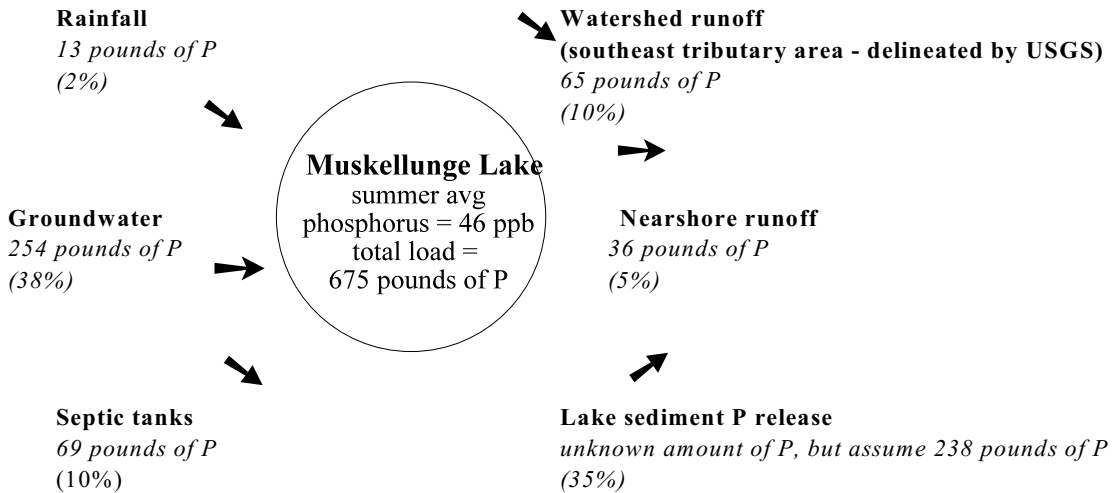 Rainfall
13 pounds of P
(2%)
Watershed runoff
(southeast tributary area - delineated by USGS)
65 pounds of P
(10%)
Muskellunge Lake
summer avg
phosphorus = 46 ppb
total load =
675 pounds of P
Groundwater
254 pounds of P
(38%)
Nearshore runoff
36 pounds of P
(5%)
Septic tanks
69 pounds of P
(10%)
Lake sediment P release
unknown amount of P, but assume 238 pounds of P
(35%)